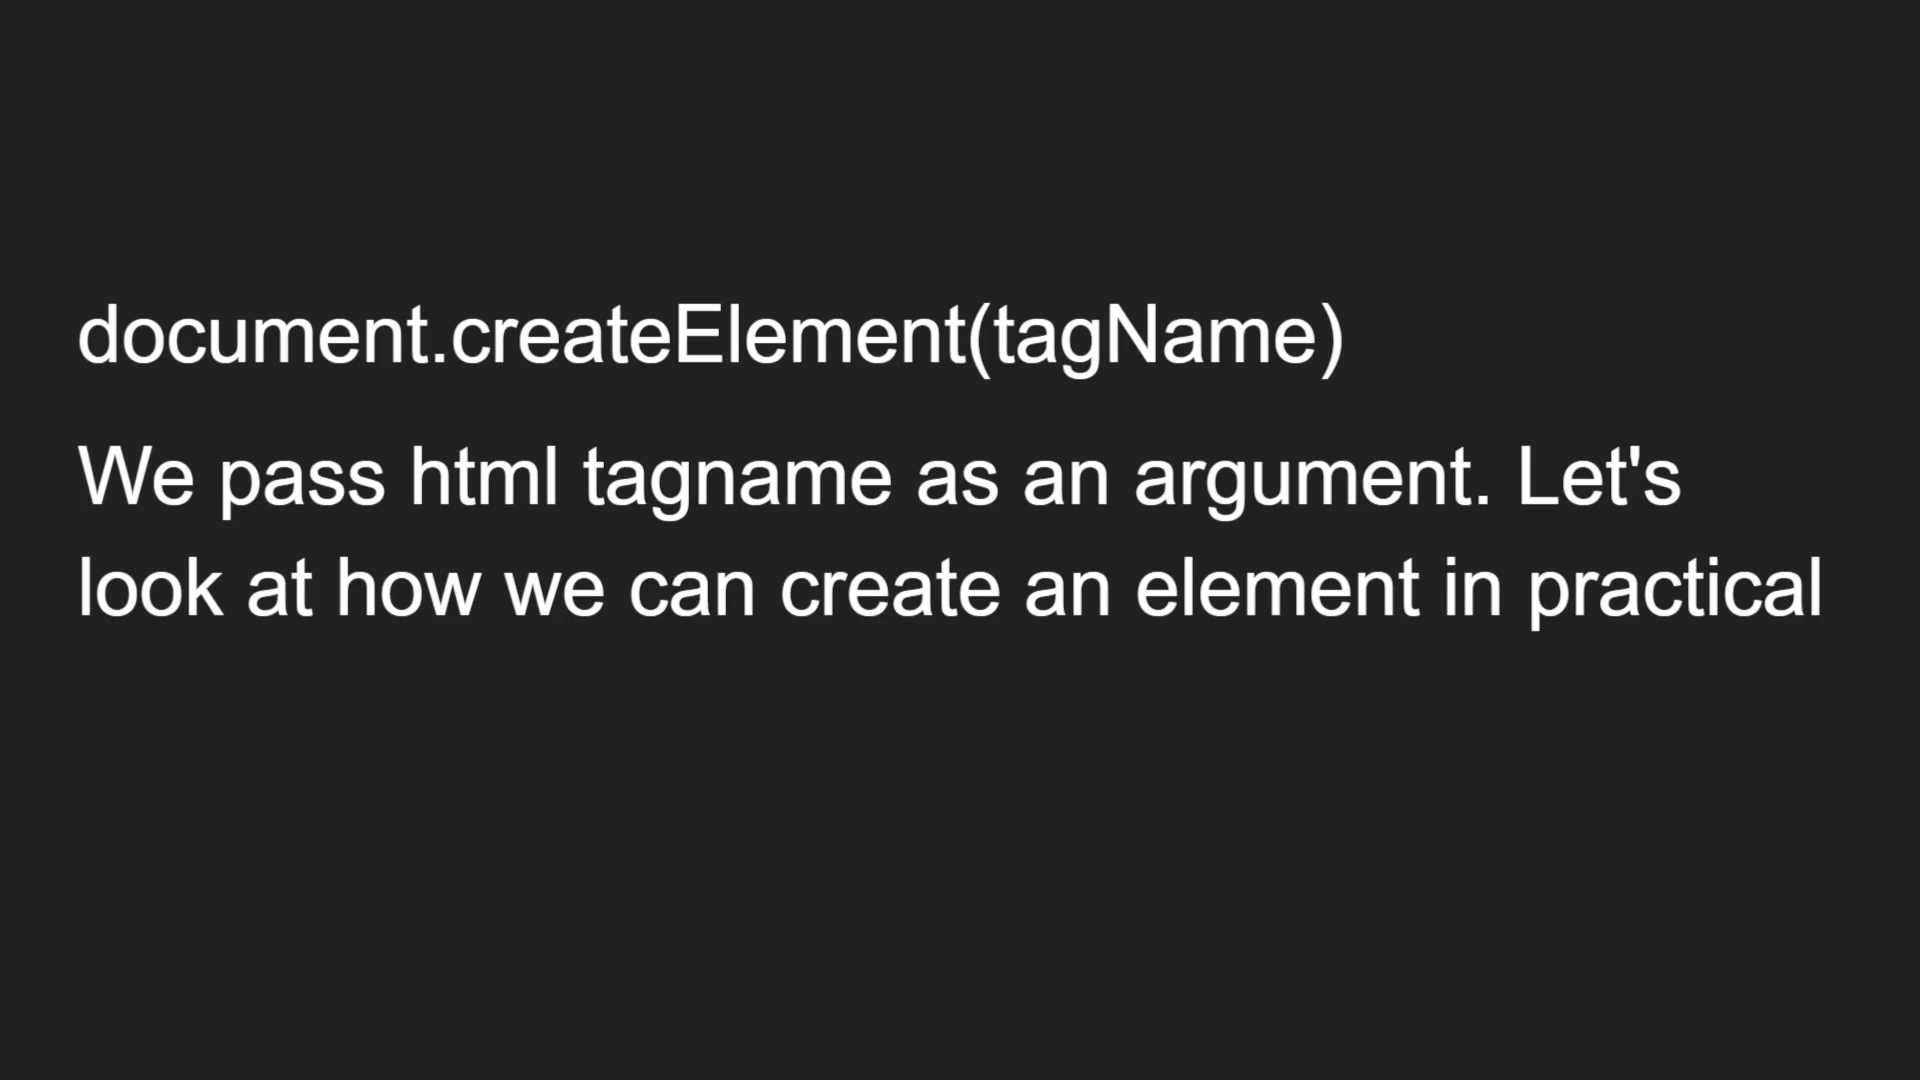 document.createElement(tagName)
We pass html tagname as an argument. Let's
look at how we can create an element in practical